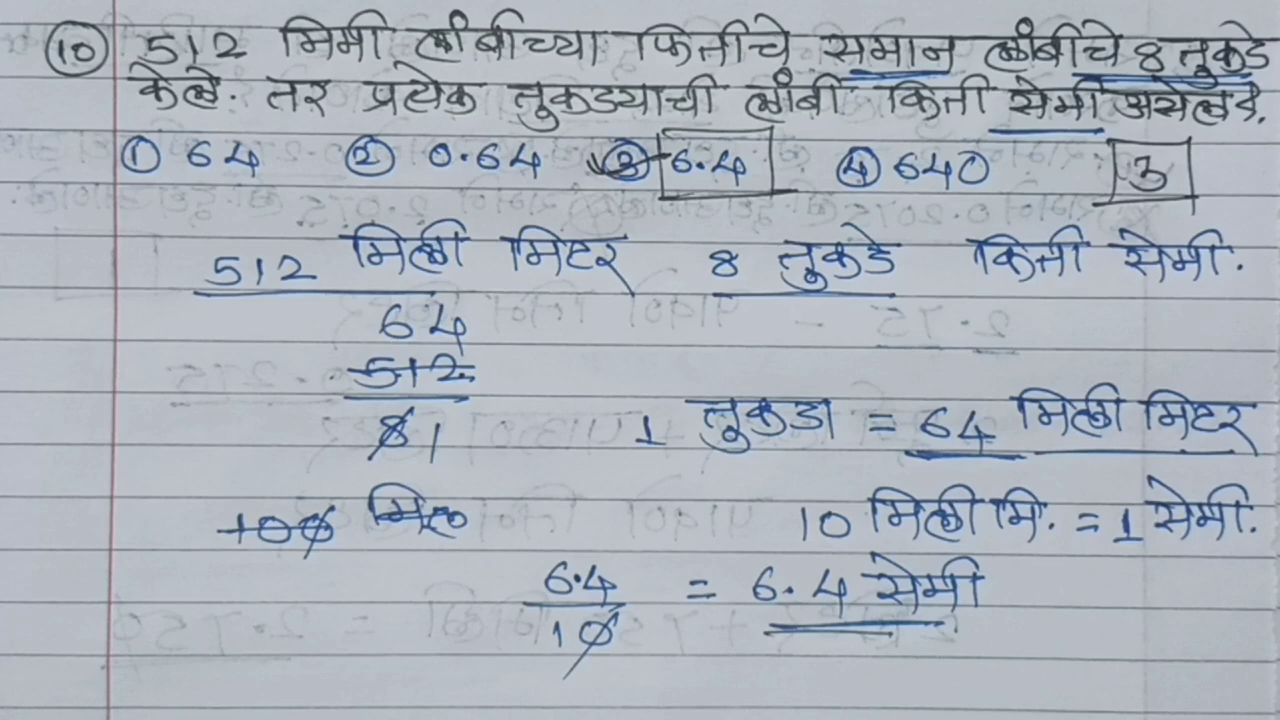 ⑩ 512 मिमी लांबीच्या फितीचे समान लांबीचे 8 तुकडे
केले. तर प्रत्येक तुकडयाची लांबी किती सेमी असेल?
① 64 ② 0.64 ③ 6.4 ④ 640 3
512 मिली मिटर 8 तुकडे किती सेमी.
64
512
8 1
1 तुकडा = 64 मिली मिटर
100 मिल 10 मिली मि. = 1 सेमी.
6.4 = 6.4 सेमी
10